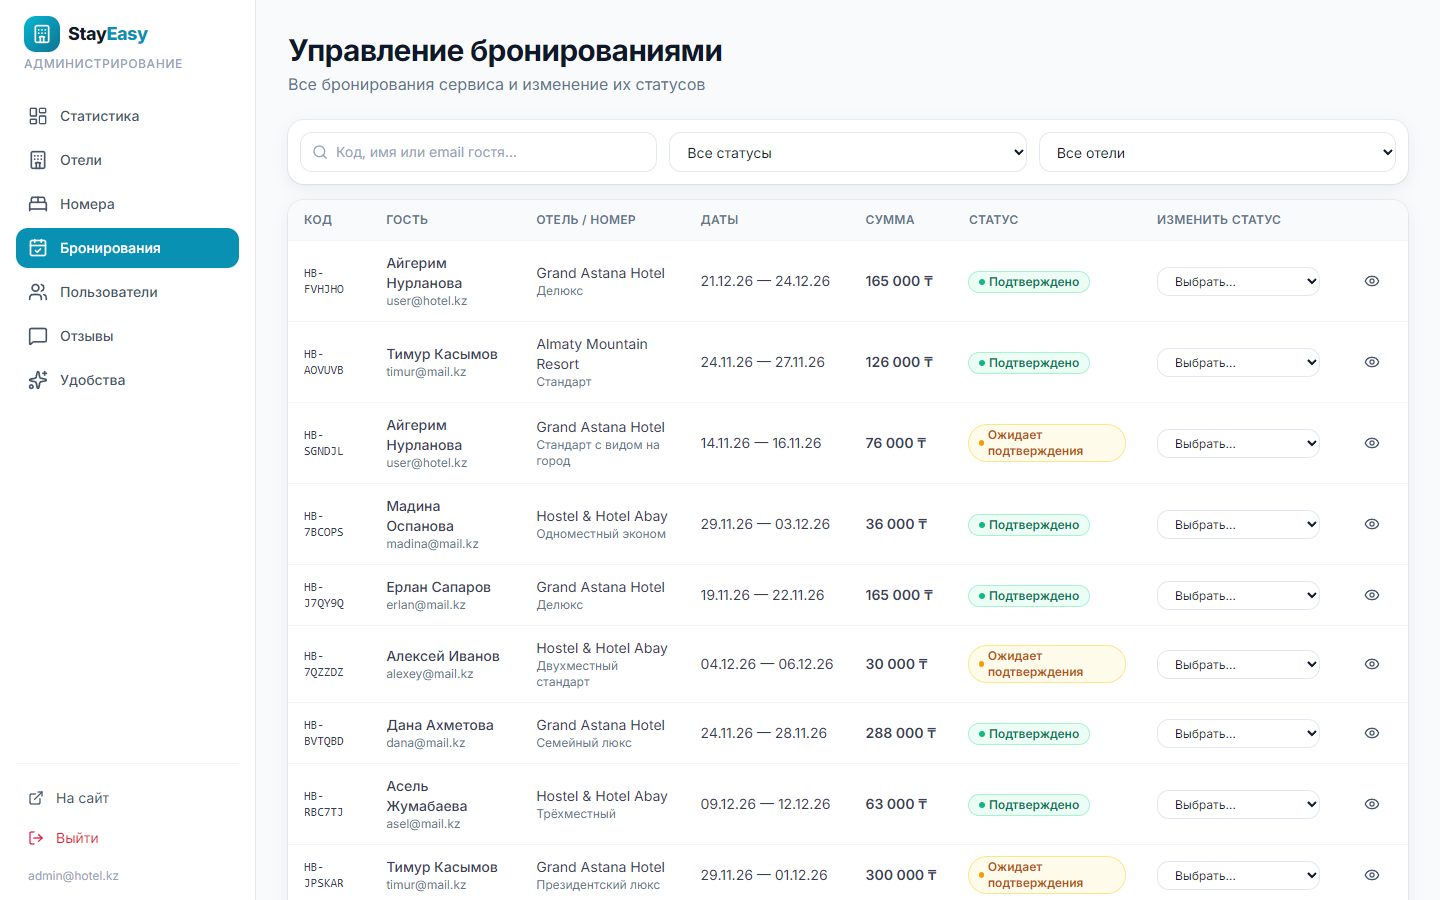 StayEasy
АДМИНИСТРИРОВАНИЕ
Статистика
Отели
Номера
Бронирования
Пользователи
Отзывы
Удобства
На сайт
Выйти
admin@hotel.kz
Управление бронированиями
Все бронирования сервиса и изменение их статусов
Код, имя или email гостя...
Все статусы
Все отели
КОД ГОСТЬ ОТЕЛЬ / НОМЕР ДАТЫ СУММА СТАТУС ИЗМЕНИТЬ СТАТУС
HB-
FVHJHO
Айгерим
Нурланова
user@hotel.kz
Grand Astana Hotel
Делюкс
21.12.26 — 24.12.26
165 000 ₸
Подтверждено
Выбрать...
HB-
AOVUVB
Тимур Касымов
timur@mail.kz
Almaty Mountain
Resort
Стандарт
24.11.26 — 27.11.26
126 000 ₸
Подтверждено
Выбрать...
HB-
SGNDJL
Айгерим
Нурланова
user@hotel.kz
Grand Astana Hotel
Стандарт с видом на
город
14.11.26 — 16.11.26
76 000 ₸
Ожидает
подтверждения
Выбрать...
HB-
7BCOPS
Мадина
Оспанова
madina@mail.kz
Hostel & Hotel Abay
Одноместный эконом
29.11.26 — 03.12.26
36 000 ₸
Подтверждено
Выбрать...
HB-
J7QY9Q
Ерлан Сапаров
erlan@mail.kz
Grand Astana Hotel
Делюкс
19.11.26 — 22.11.26
165 000 ₸
Подтверждено
Выбрать...
HB-
7QZZDZ
Алексей Иванов
alexey@mail.kz
Hostel & Hotel Abay
Двухместный
стандарт
04.12.26 — 06.12.26
30 000 ₸
Ожидает
подтверждения
Выбрать...
HB-
BVTQBD
Дана Ахметова
dana@mail.kz
Grand Astana Hotel
Семейный люкс
24.11.26 — 28.11.26
288 000 ₸
Подтверждено
Выбрать...
HB-
RBC7TJ
Асель
Жумабаева
asel@mail.kz
Hostel & Hotel Abay
Трёхместный
09.12.26 — 12.12.26
63 000 ₸
Подтверждено
Выбрать...
HB-
JPSKAR
Тимур Касымов
timur@mail.kz
Grand Astana Hotel
Президентский люкс
29.11.26 — 01.12.26
300 000 ₸
Ожидает
подтверждения
Выбрать...